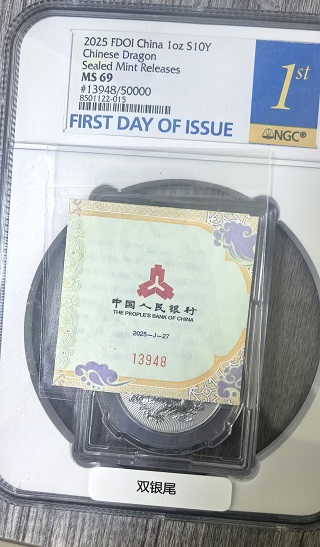 2025 FDOI China 1oz S10Y
Chinese Dragon
Sealed Mint Releases
MS 69
#13948/50000
8501122-015
FIRST DAY OF ISSUE
1st
NGC®
中国人民银行
THE PEOPLE'S BANK OF CHINA
2025—J—27
13948
双银尾